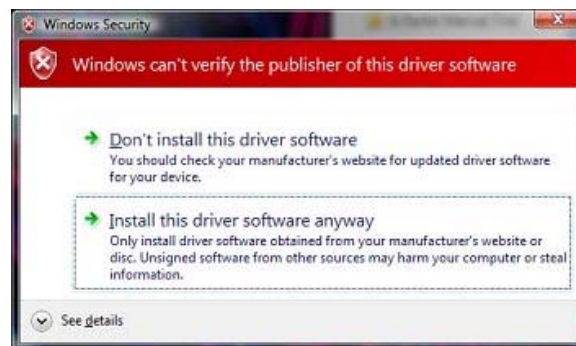 Windows Security
Windows can't verify the publisher of this driver software
Don't install this driver software
You should check your manufacturer's website for updated driver software
for your device.
Install this driver software anyway
Only install driver software obtained from your manufacturer's website or
disc. Unsigned software from other sources may harm your computer or steal
information.
See details